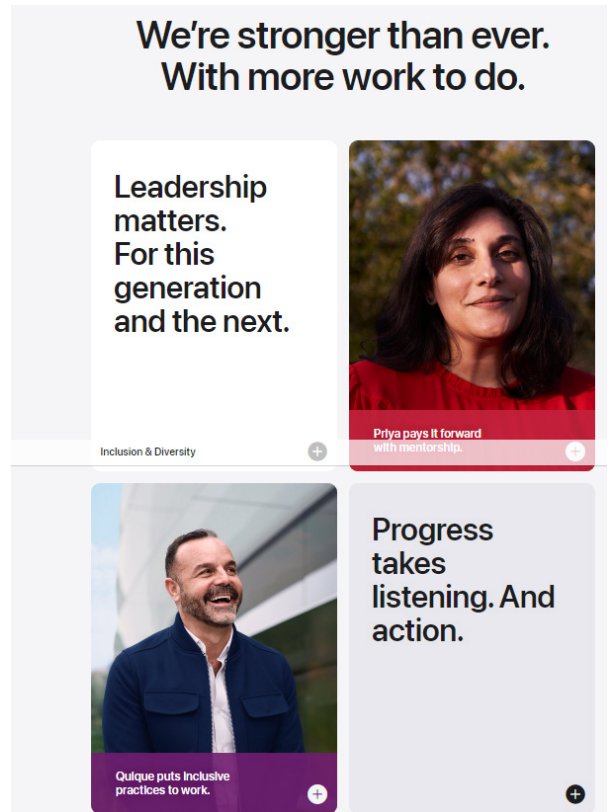 We're stronger than ever.
With more work to do.
Leadership
matters.
For this
generation
and the next.
Inclusion & Diversity
Priya pays it forward
with mentorship.
Quique puts inclusive
practices to work.
Progress
takes
listening. And
action.